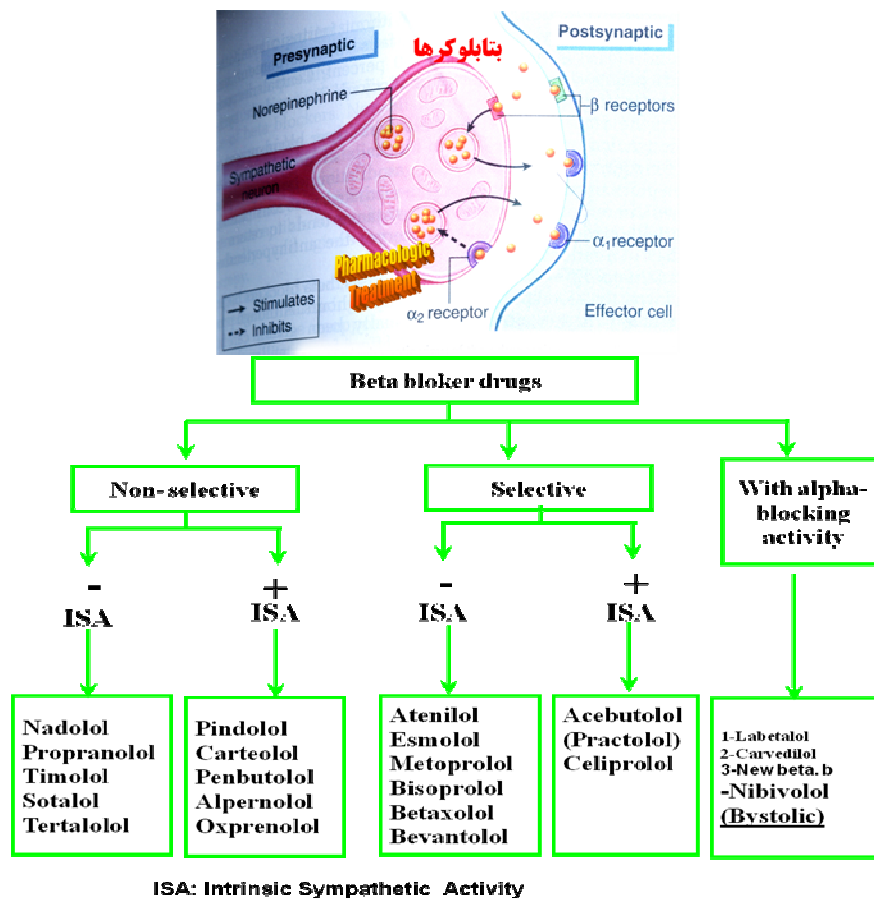 بتابلوکرها
Presynaptic
Postsynaptic
Norepinephrine
β receptors
Sympathetic
neuron
α1receptor
Pharmacologic
Treatment
Stimulates
Inhibits
α2 receptor
Effector cell
Beta bloker drugs
Non- selective
Selective
With alpha-
blocking
activity
-
ISA
+
ISA
-
ISA
+
ISA
Nadolol
Propranolol
Timolol
Sotalol
Tertalolol
Pindolol
Carteolol
Penbutolol
Alpernolol
Oxprenolol
Atenilol
Esmolol
Metoprolol
Bisoprolol
Betaxolol
Bevantolol
Acebutolol
(Practolol)
Celiprolol
1-Labetalol
2-Carvedilol
3-New beta. b
-Nibivolol
(Bystolic)
ISA: Intrinsic Sympathetic Activity